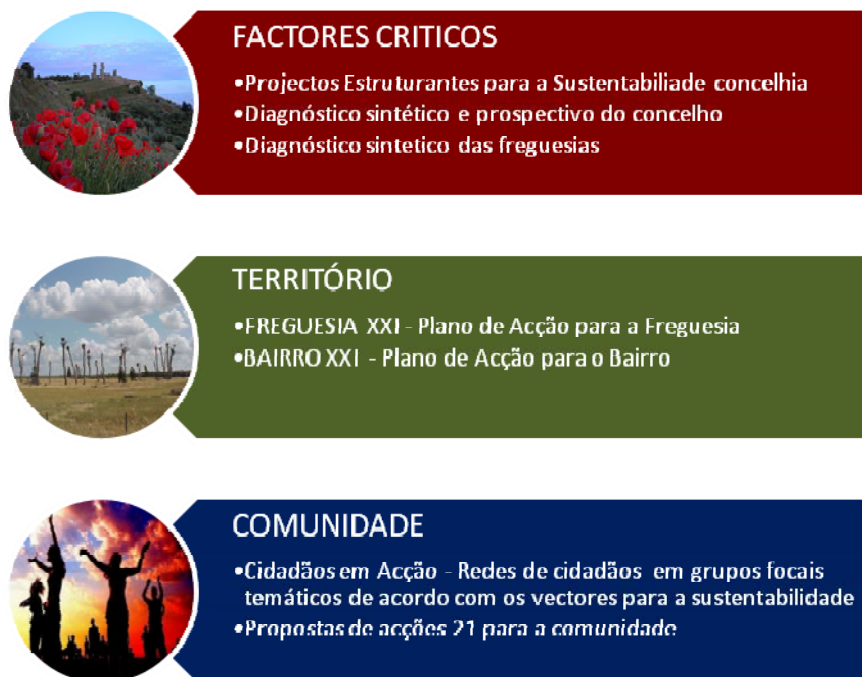 FACTORES CRITICOS
•Projectos Estruturantes para a Sustentabiliade concelhia
•Diagnóstico sintético e prospectivo do concelho
•Diagnóstico sintetico das freguesias
TERRITÓRIO
•FREGUESIA XXI - Plano de Acção para a Freguesia
•BAIRRO XXI - Plano de Acção para o Bairro
COMUNIDADE
•Cidadãos em Acção - Redes de cidadãos em grupos focais
temáticos de acordo com os vectores para a sustentabilidade
•Propostas de acções 21 para a comunidade